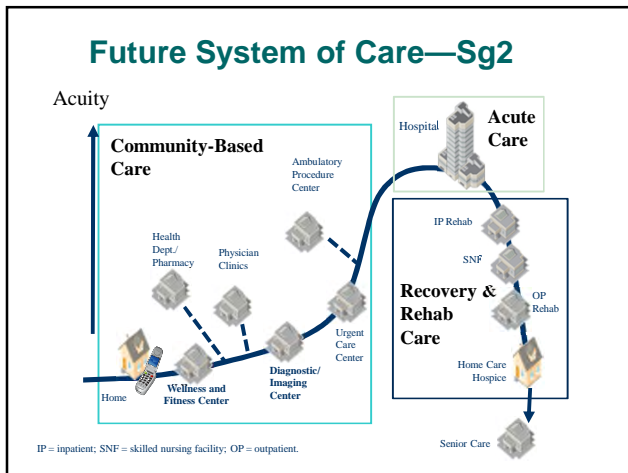 Future System of Care—Sg2
Acuity
Community-Based
Care
Ambulatory
Procedure
Center
Health
Dept./
Pharmacy
Physician
Clinics
Home
Wellness and
Fitness Center
Diagnostic/
Imaging
Center
Urgent
Care
Center
Hospital
Acute
Care
IP Rehab
SNF
Recovery &
Rehab
Care
OP
Rehab
Home Care
Hospice
Senior Care
IP = inpatient; SNF = skilled nursing facility; OP = outpatient.